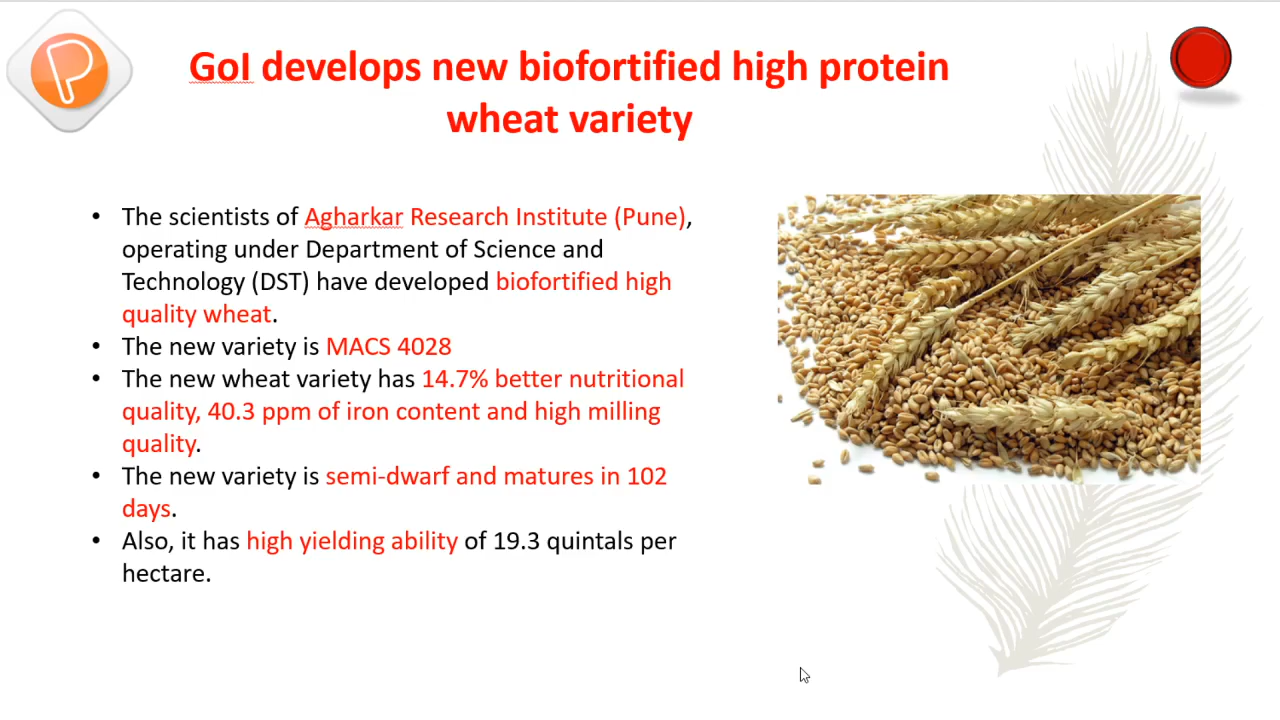 GoI develops new biofortified high protein
wheat variety
• The scientists of Agharkar Research Institute (Pune),
operating under Department of Science and
Technology (DST) have developed biofortified high
quality wheat.
• The new variety is MACS 4028
• The new wheat variety has 14.7% better nutritional
quality, 40.3 ppm of iron content and high milling
quality.
• The new variety is semi-dwarf and matures in 102
days.
• Also, it has high yielding ability of 19.3 quintals per
hectare.